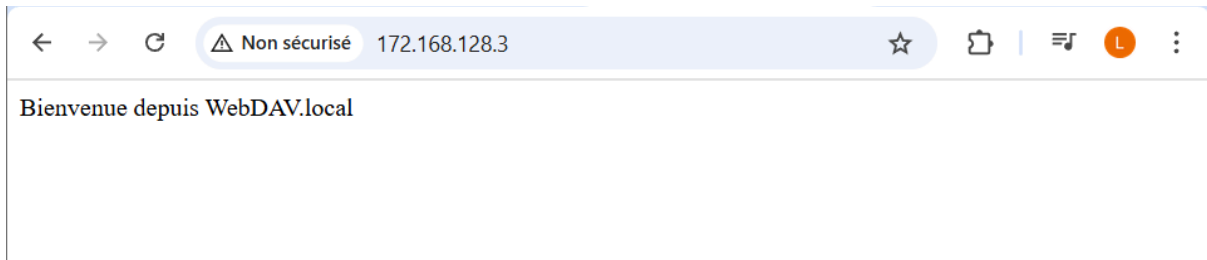 Non sécurisé 172.168.128.3 L
Bienvenue depuis WebDAV.local